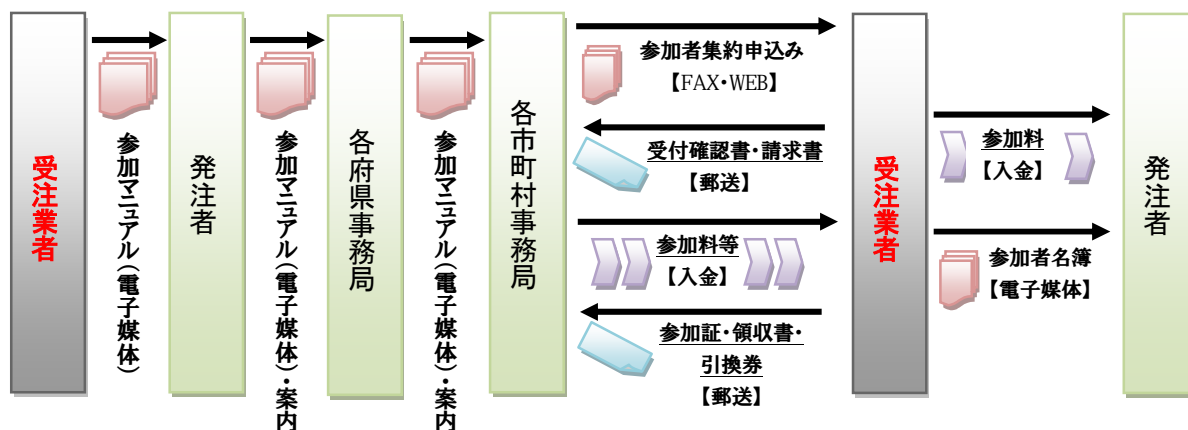 受注業者
参加マニュアル(電子媒体)
発注者
参加マニュアル(電子媒体)・案内
各府県事務局
参加マニュアル(電子媒体)・案内
各市町村事務局
参加者集約申込み
【FAX・WEB】
受付確認書・請求書
【郵送】
参加料等
【入金】
参加証・領収書・
引換券
【郵送】
受注業者
参加料
【入金】
参加者名簿
【電子媒体】
発注者